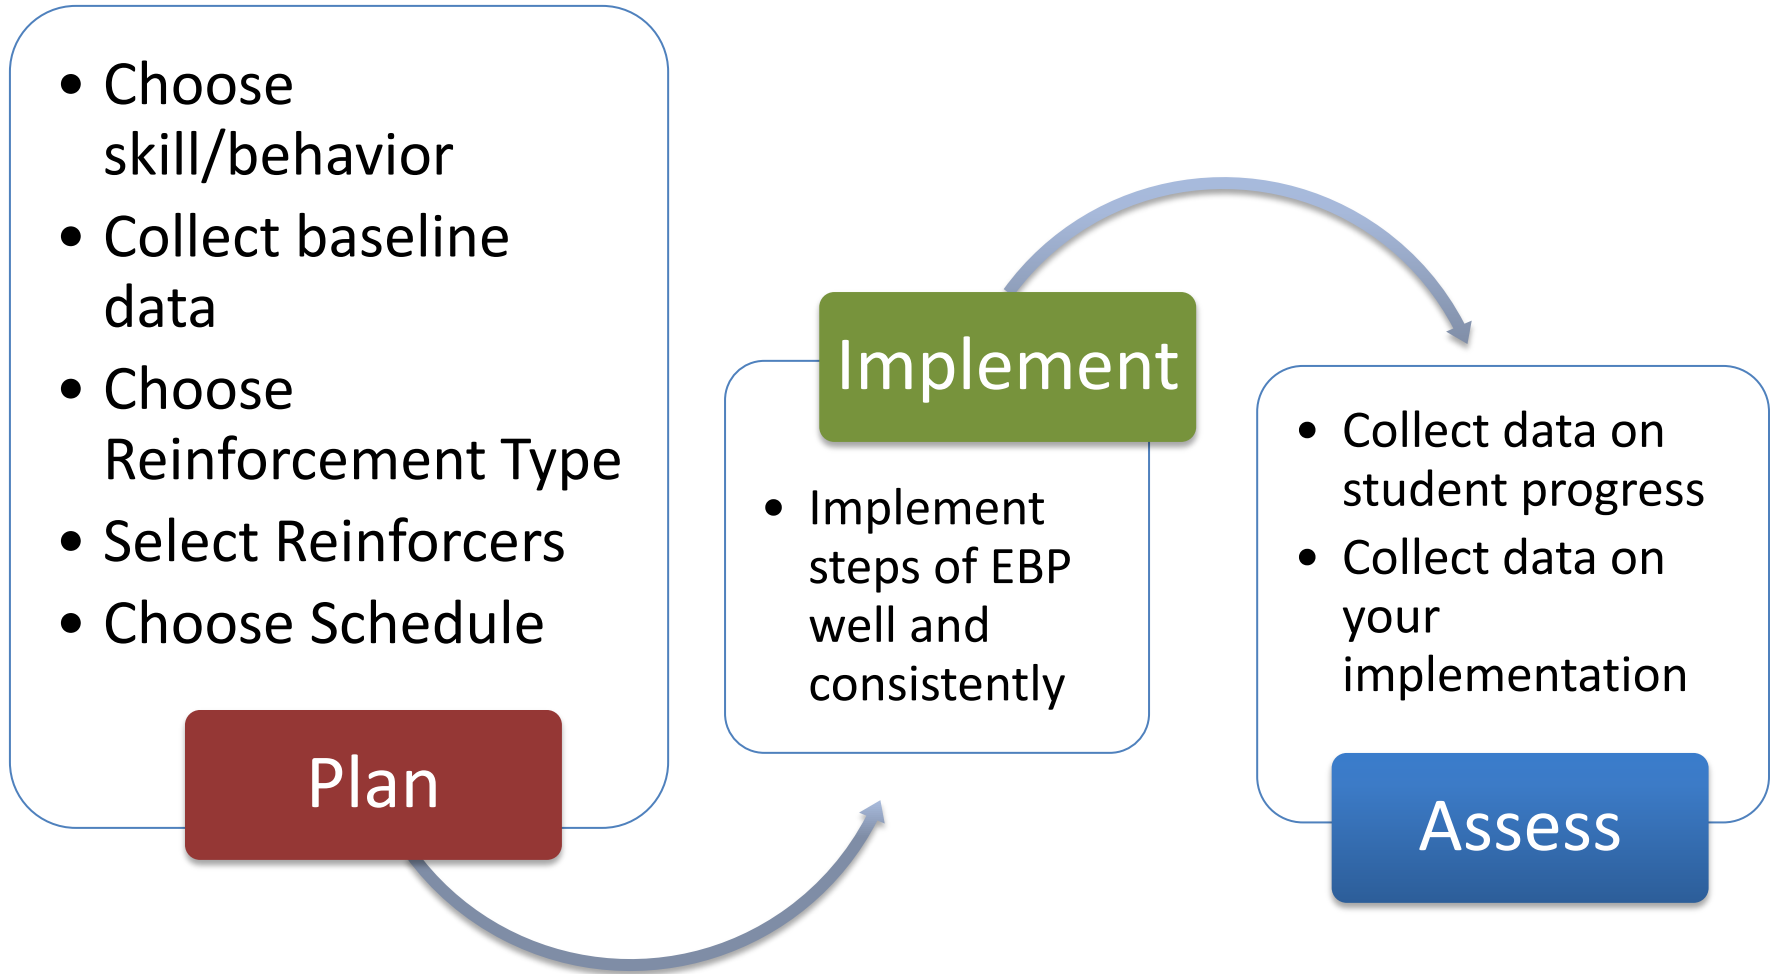 • Choose
skill/behavior
• Collect baseline
data
• Choose
Reinforcement Type
• Select Reinforcers
• Choose Schedule
Plan
Implement
• Implement
steps of EBP
well and
consistently
• Collect data on
student progress
• Collect data on
your
implementation
Assess